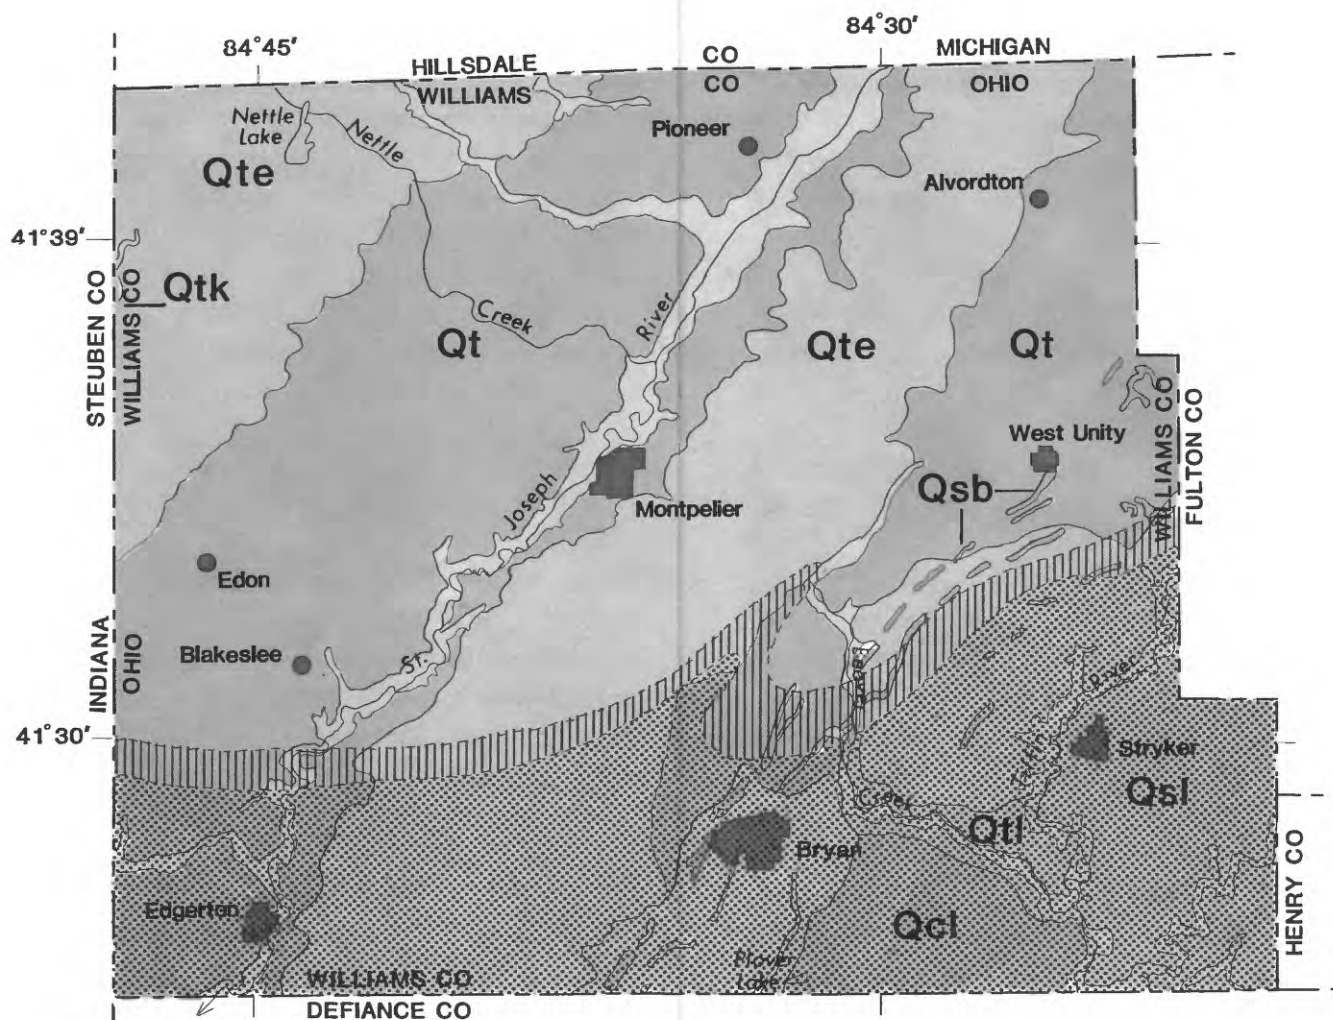 84°45′
84°30′
HILLSDALE CO MICHIGAN
WILLIAMS CO OHIO
Nettle
Lake
Nettle
Pioneer
Qte
Alvordton
41°39′
STEUBEN CO
WILLIAMS CO
Qtk
Creek
River
Qt
Qte
Qt
WILLIAMS CO
FULTON CO
West Unity
Qsb
Joseph
Montpelier
Edon
INDIANA
OHIO
Blakeslee
St.
River
41°30′
Stryker
Qsl
Creek
Qtl
Bryan
Edgerton
Qcl
HENRY CO
Plover
Lake
WILLIAMS CO
DEFIANCE CO